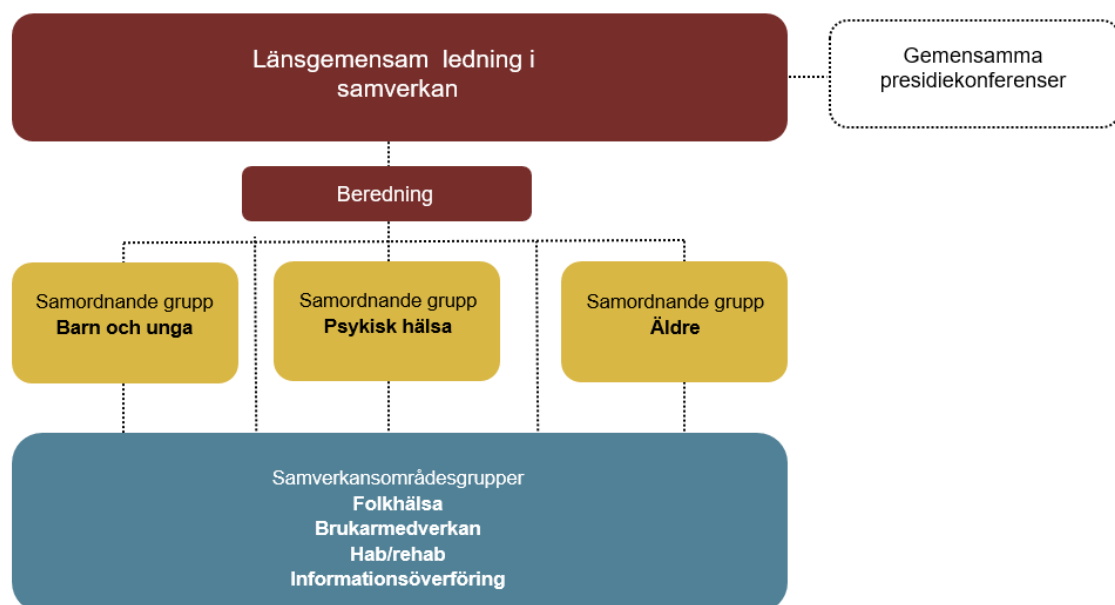 Länsgemensam ledning i
samverkan
Gemensamma
presidiekonferenser
Beredning
Samordnande grupp
Barn och unga
Samordnande grupp
Psykisk hälsa
Samordnande grupp
Äldre
Samverkansområdesgrupper
Folkhälsa
Brukarmedverkan
Hab/rehab
Informationsöverföring